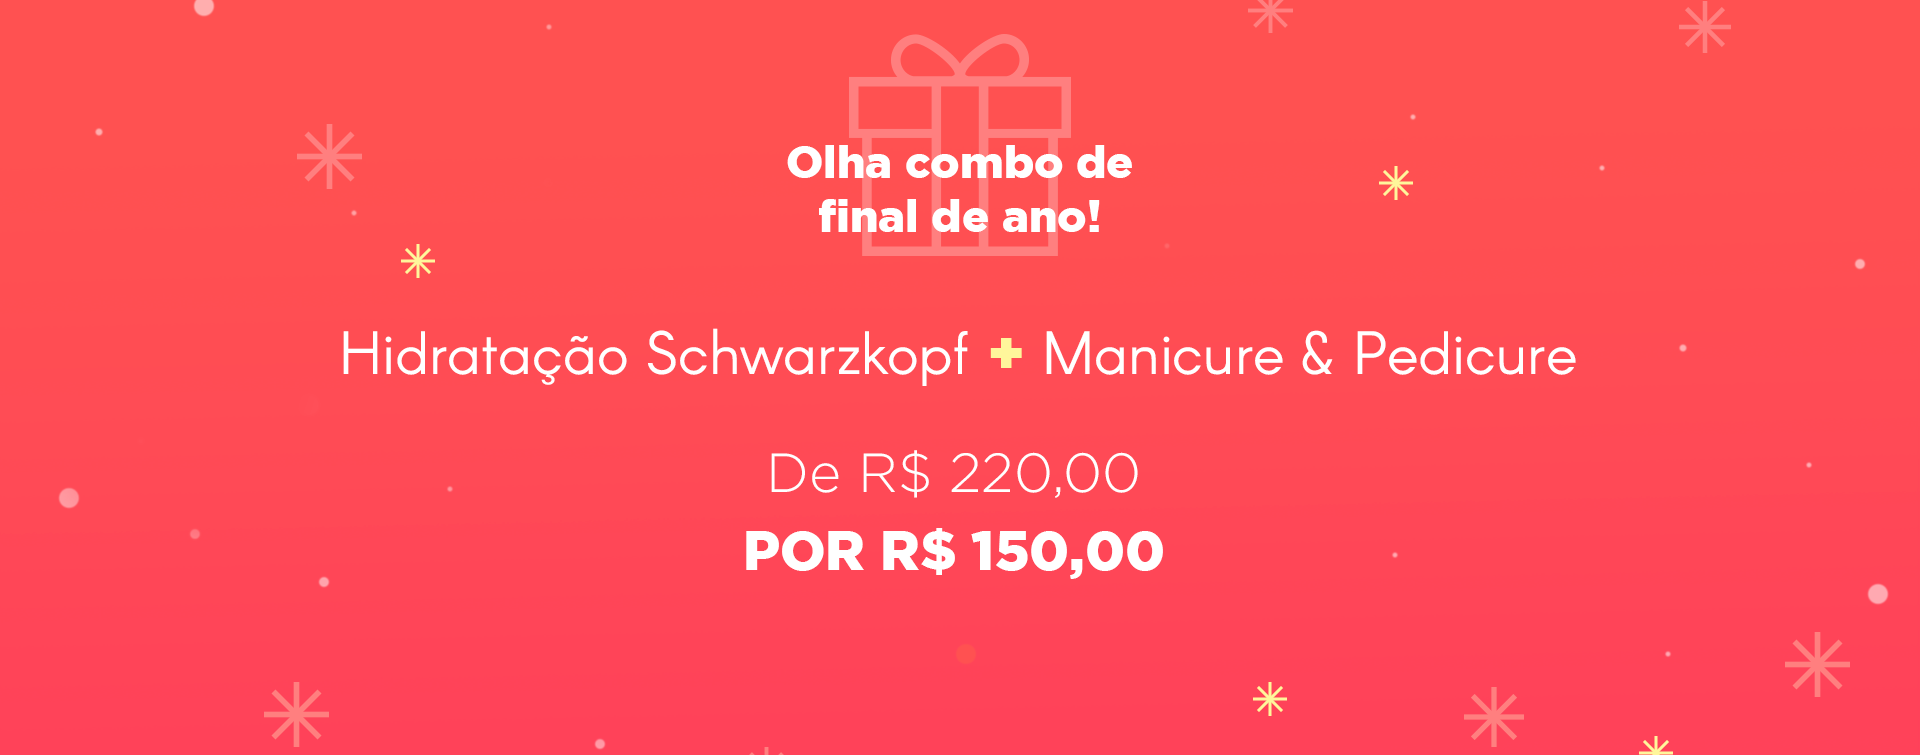 Olha combo de
final de ano!
Hidratação Schwarzkopf + Manicure & Pedicure
De R$ 220,00
POR R$ 150,00